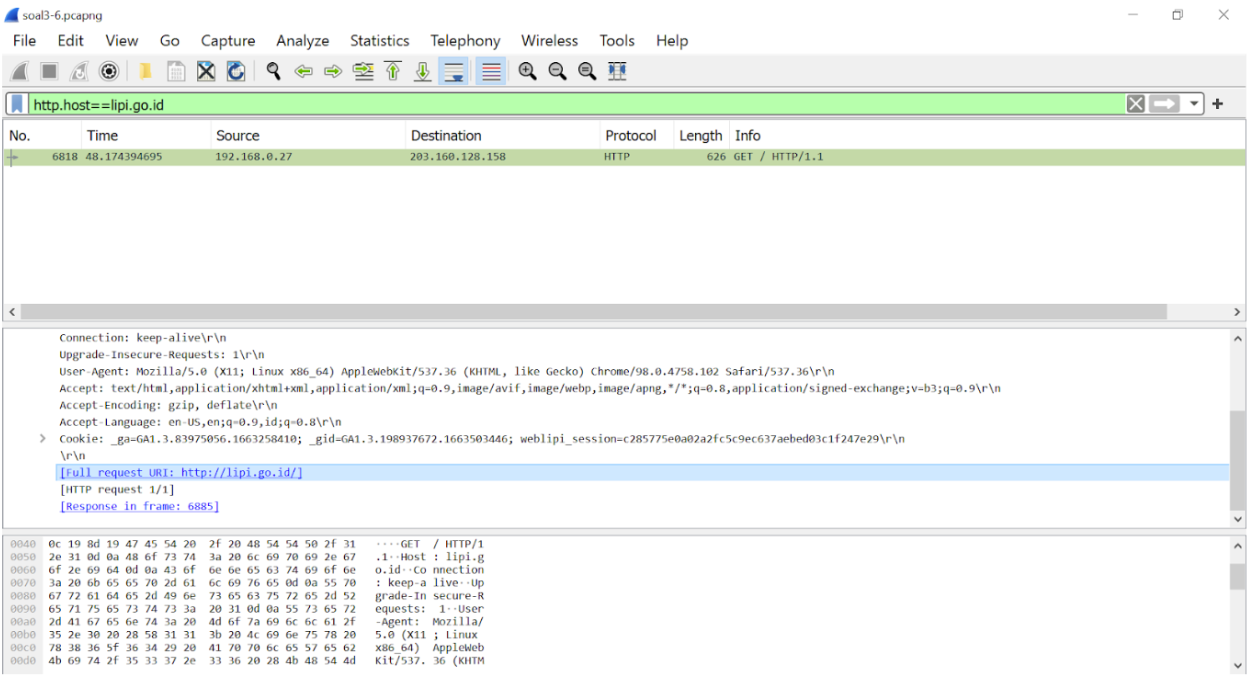 soal3-6.pcapng
File Edit View Go Capture Analyze Statistics Telephony Wireless Tools Help
http.host==lipi.go.id
No. Time Source Destination Protocol Length Info
6818 48.174394695 192.168.0.27 203.160.128.158 HTTP 626 GET / HTTP/1.1
Connection: keep-alive\r\n
Upgrade-Insecure-Requests: 1\r\n
User-Agent: Mozilla/5.0 (X11; Linux x86_64) AppleWebKit/537.36 (KHTML, like Gecko) Chrome/98.0.4758.102 Safari/537.36\r\n
Accept: text/html,application/xhtml+xml,application/xml;q=0.9,image/avif,image/webp,image/apng,*/*;q=0.8,application/signed-exchange;v=b3;q=0.9\r\n
Accept-Encoding: gzip, deflate\r\n
Accept-Language: en-US,en;q=0.9,id;q=0.8\r\n
Cookie: _ga=GA1.3.83975056.1663258410; _gid=GA1.3.198937672.1663503446; weblipi_session=c285775e0a02a2fc5c9ec637aebed03c1f247e29\r\n
\r\n
[Full request URI: http://lipi.go.id/]
[HTTP request 1/1]
[Response in frame: 6885]
0040 0c 19 8d 19 47 45 54 20 2f 20 48 54 54 50 2f 31 ····GET / HTTP/1
0050 2e 31 0d 0a 48 6f 73 74 3a 20 6c 69 70 69 2e 67 .1··Host : lipi.g
0060 6f 2e 69 64 0d 0a 43 6f 6e 6e 65 63 74 69 6f 6e o.id··Co nnection
0070 3a 20 6b 65 65 70 2d 61 6c 69 76 65 0d 0a 55 70 : keep-a live··Up
0080 67 72 61 64 65 2d 49 6e 73 65 63 75 72 65 2d 52 grade-In secure-R
0090 65 71 75 65 73 74 73 3a 20 31 0d 0a 55 73 65 72 equests: 1··User
00a0 2d 41 67 65 6e 74 3a 20 4d 6f 7a 69 6c 6c 61 2f -Agent: Mozilla/
00b0 35 2e 30 20 28 58 31 31 3b 20 4c 69 6e 75 78 20 5.0 (X11 ; Linux
00c0 78 38 36 5f 36 34 29 20 41 70 70 6c 65 57 65 62 x86_64) AppleWeb
00d0 4b 69 74 2f 35 33 37 2e 33 36 20 28 4b 48 54 4d Kit/537. 36 (KHTM